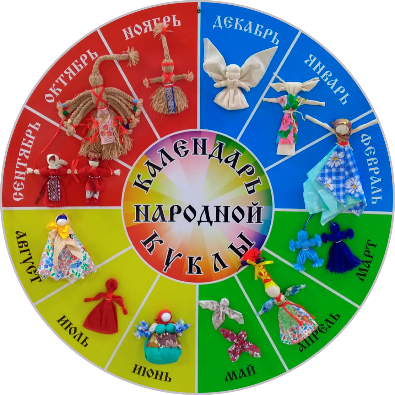 КАЛЕНДАРЬ
НАРОДНОЙ
КУКЛЫ
ДЕКАБРЬ
ЯНВАРЬ
ФЕВРАЛЬ
МАРТ
АПРЕЛЬ
МАЙ
ИЮНЬ
ИЮЛЬ
АВГУСТ
СЕНТЯБРЬ
ОКТЯБРЬ
НОЯБРЬ